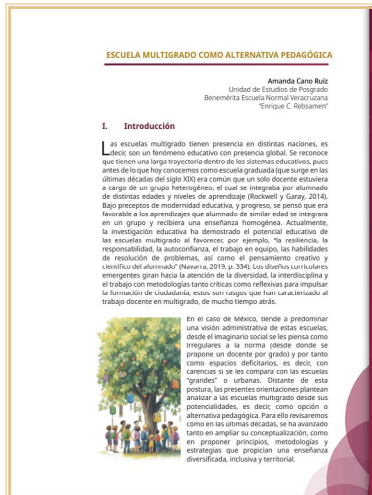 ESCUELA MULTIGRADO COMO ALTERNATIVA PEDAGÓGICA
Amanda Cano Ruíz
Unidad de Estudios de Posgrado
Benemérita Escuela Normal Veracruzana
"Enrique C. Rebsamen"
I. Introducción
Las escuelas multigrado tienen presencia en distintas naciones, es
decir, son un fenómeno educativo con presencia global. Se reconoce
que tienen una larga trayectoria dentro de los sistemas educativos, pues
antes de lo que hoy conocemos como escuela graduada (que surge en las
últimas décadas del siglo XIX) era común que un solo docente estuviera
a cargo de un grupo heterogéneo, el cual se integraba por alumnado
de distintas edades y niveles de aprendizaje (Rockwell y Garay, 2014).
Bajo preceptos de modernidad educativa, y progreso, se pensó que era
favorable a los aprendizajes que alumnado de similar edad se integrara
en un grupo y recibiera una enseñanza homogénea. Actualmente,
la investigación educativa ha demostrado el potencial educativo de
las escuelas multigrado al favorecer, por ejemplo, "la resiliencia, la
responsabilidad, la autoconfianza, el trabajo en equipo, las habilidades
de resolución de problemas, así como el pensamiento creativo y
científico del alumnado" (Navarra, 2019, p. 334). Los diseños curriculares
emergentes giran hacia la atención de la diversidad, la interdisciplina y
el trabajo con metodologías tanto críticas como reflexivas para impulsar
la formación de ciudadanía; estos son rasgos que han caracterizado al
trabajo docente en multigrado, de mucho tiempo atrás.
En el caso de México, tiende a predominar
una visión administrativa de estas escuelas,
desde el imaginario social se les piensa como
irregulares a la norma (desde donde se
propone un docente por grado) y por tanto
como espacios deficitarios, es decir, con
carencias si se les compara con las escuelas
"grandes" o urbanas. Distante de esta
postura, las presentes orientaciones plantean
analizar a las escuelas multigrado desde sus
potencialidades, es decir, como opción o
alternativa pedagógica. Para ello revisaremos
cómo en las últimas décadas, se ha avanzado
tanto en ampliar su conceptualización, como
en proponer principios, metodologías y
estrategias que propician una enseñanza
diversificada, inclusiva y territorial.